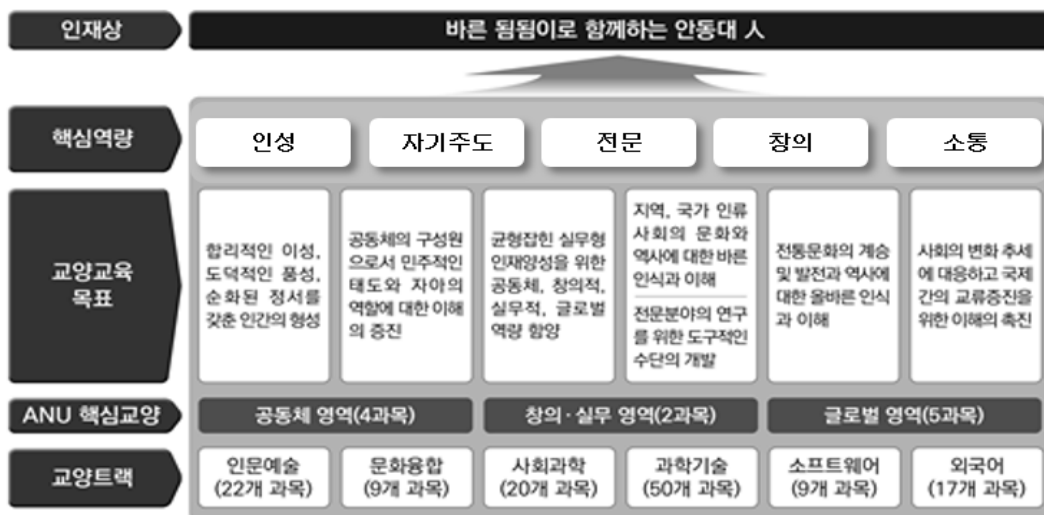 인재상
바른 됨됨이로 함께하는 안동대 人
핵심역량
인성
자기주도
전문
창의
소통
교양교육
목표
합리적인 이성,
도덕적인 품성,
순화된 정서를
갖춘 인간의 형성
공동체의 구성원
으로서 민주적인
태도와 자아의
역할에 대한 이해
의 증진
균형잡힌 실무형
인재양성을 위한
공동체, 창의적,
실무적, 글로벌
역량 함양
지역, 국가 인류
사회의 문화와
역사에 대한 바른
인식과 이해
전문분야의 연구
를 위한 도구적인
수단의 개발
전통문화의 계승
및 발전과 역사에
대한 올바른 인식
과 이해
사회의 변화 추세
에 대응하고 국제
간의 교류증진을
위한 이해의 촉진
ANU 핵심교양
공동체 영역(4과목)
창의·실무 영역(2과목)
글로벌 영역(5과목)
교양트랙
인문예술
(22개 과목)
문화융합
(9개 과목)
사회과학
(20개 과목)
과학기술
(50개 과목)
소프트웨어
(9개 과목)
외국어
(17개 과목)